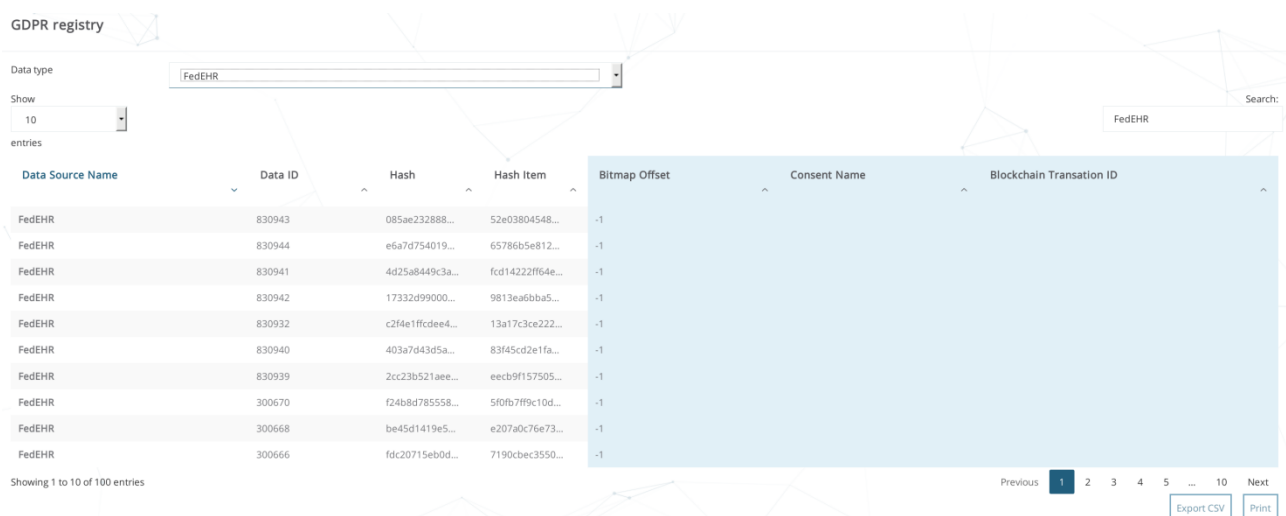 GDPR registry
Data type
FedEHR
Show
Search:
10
FedEHR
entries
Data Source Name Data ID Hash Hash Item Bitmap Offset Consent Name Blockchain Transation ID
FedEHR 830943 085ae232888... 52e03804548... -1
FedEHR 830944 e6a7d754019... 65786b5e812... -1
FedEHR 830941 4d25a8449c3a... fcd14222ff64e... -1
FedEHR 830942 17332d99000... 9813ea6bba5... -1
FedEHR 830932 c2f4e1ffcdee4... 13a17c3ce222... -1
FedEHR 830940 403a7d43d5a... 83f45cd2e1fa... -1
FedEHR 830939 2cc23b521aee... eecb9f157505... -1
FedEHR 300670 f24b8d785558... 5f0fb7ff9c10d... -1
FedEHR 300668 be45d1419e5... e207a0c76e73... -1
FedEHR 300666 fdc20715eb0d... 7190cbec3550... -1
Showing 1 to 10 of 100 entries
Previous 1 2 3 4 5 ... 10 Next
Export CSV Print